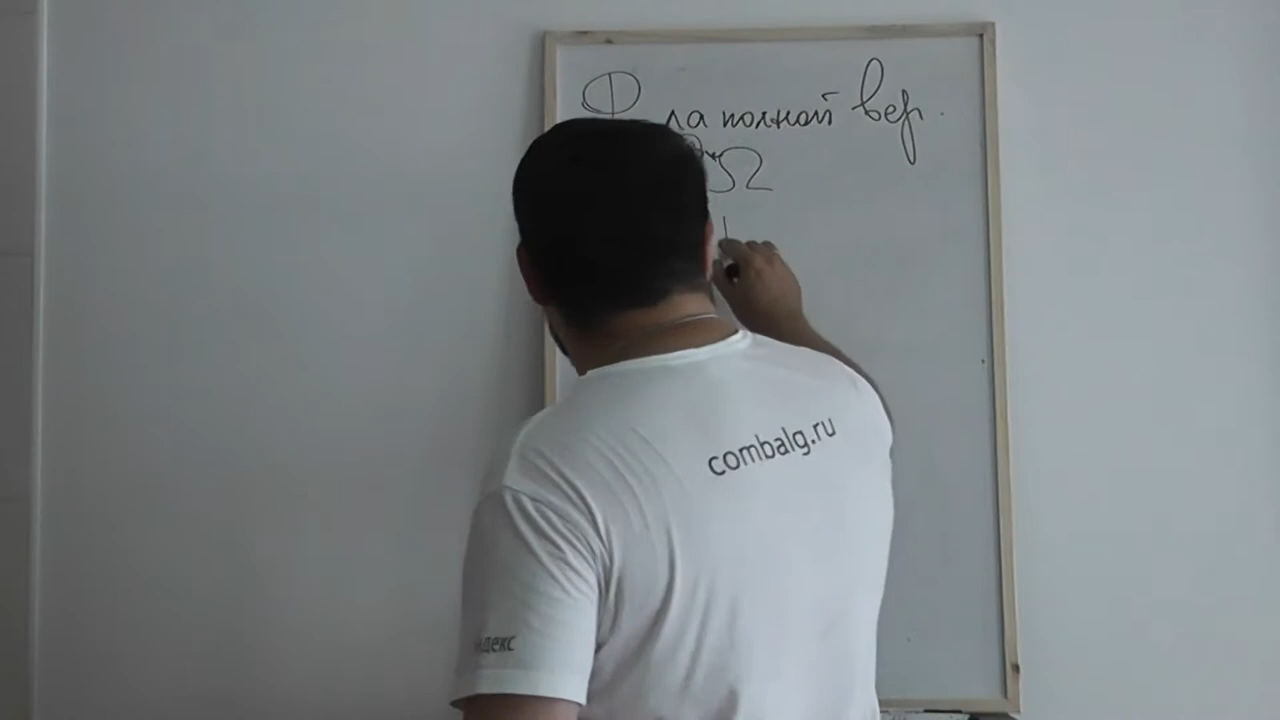 Ф ла полной вер.
Ω
combalg.ru
ндекс